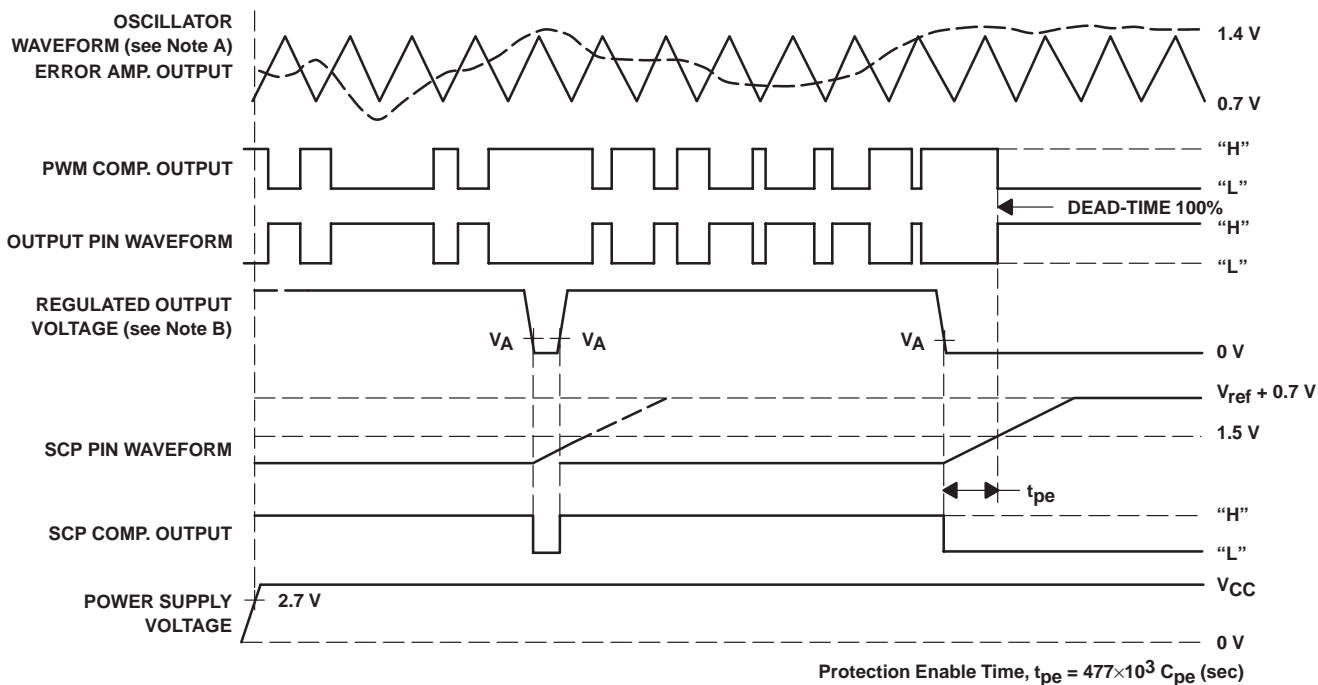 OSCILLATOR
WAVEFORM (see Note A)
ERROR AMP. OUTPUT
1.4 V
0.7 V
PWM COMP. OUTPUT
“H”
“L”
DEAD-TIME 100%
OUTPUT PIN WAVEFORM
“H”
“L”
REGULATED OUTPUT
VOLTAGE (see Note B)
VA
VA
VA
0 V
Vref + 0.7 V
1.5 V
SCP PIN WAVEFORM
tpe
SCP COMP. OUTPUT
“H”
“L”
POWER SUPPLY
VOLTAGE
2.7 V
VCC
0 V
Protection Enable Time, tpe = 477×10³ Cpe (sec)